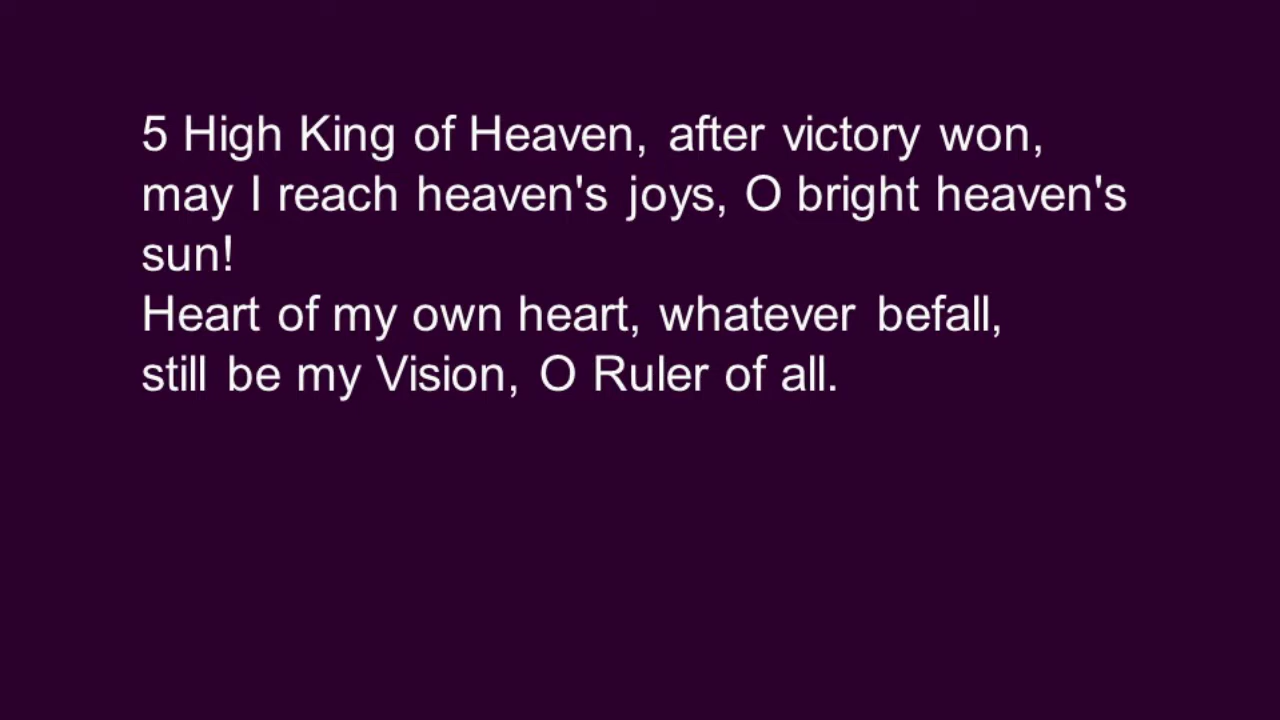 5 High King of Heaven, after victory won,
may I reach heaven's joys, O bright heaven's
sun!
Heart of my own heart, whatever befall,
still be my Vision, O Ruler of all.